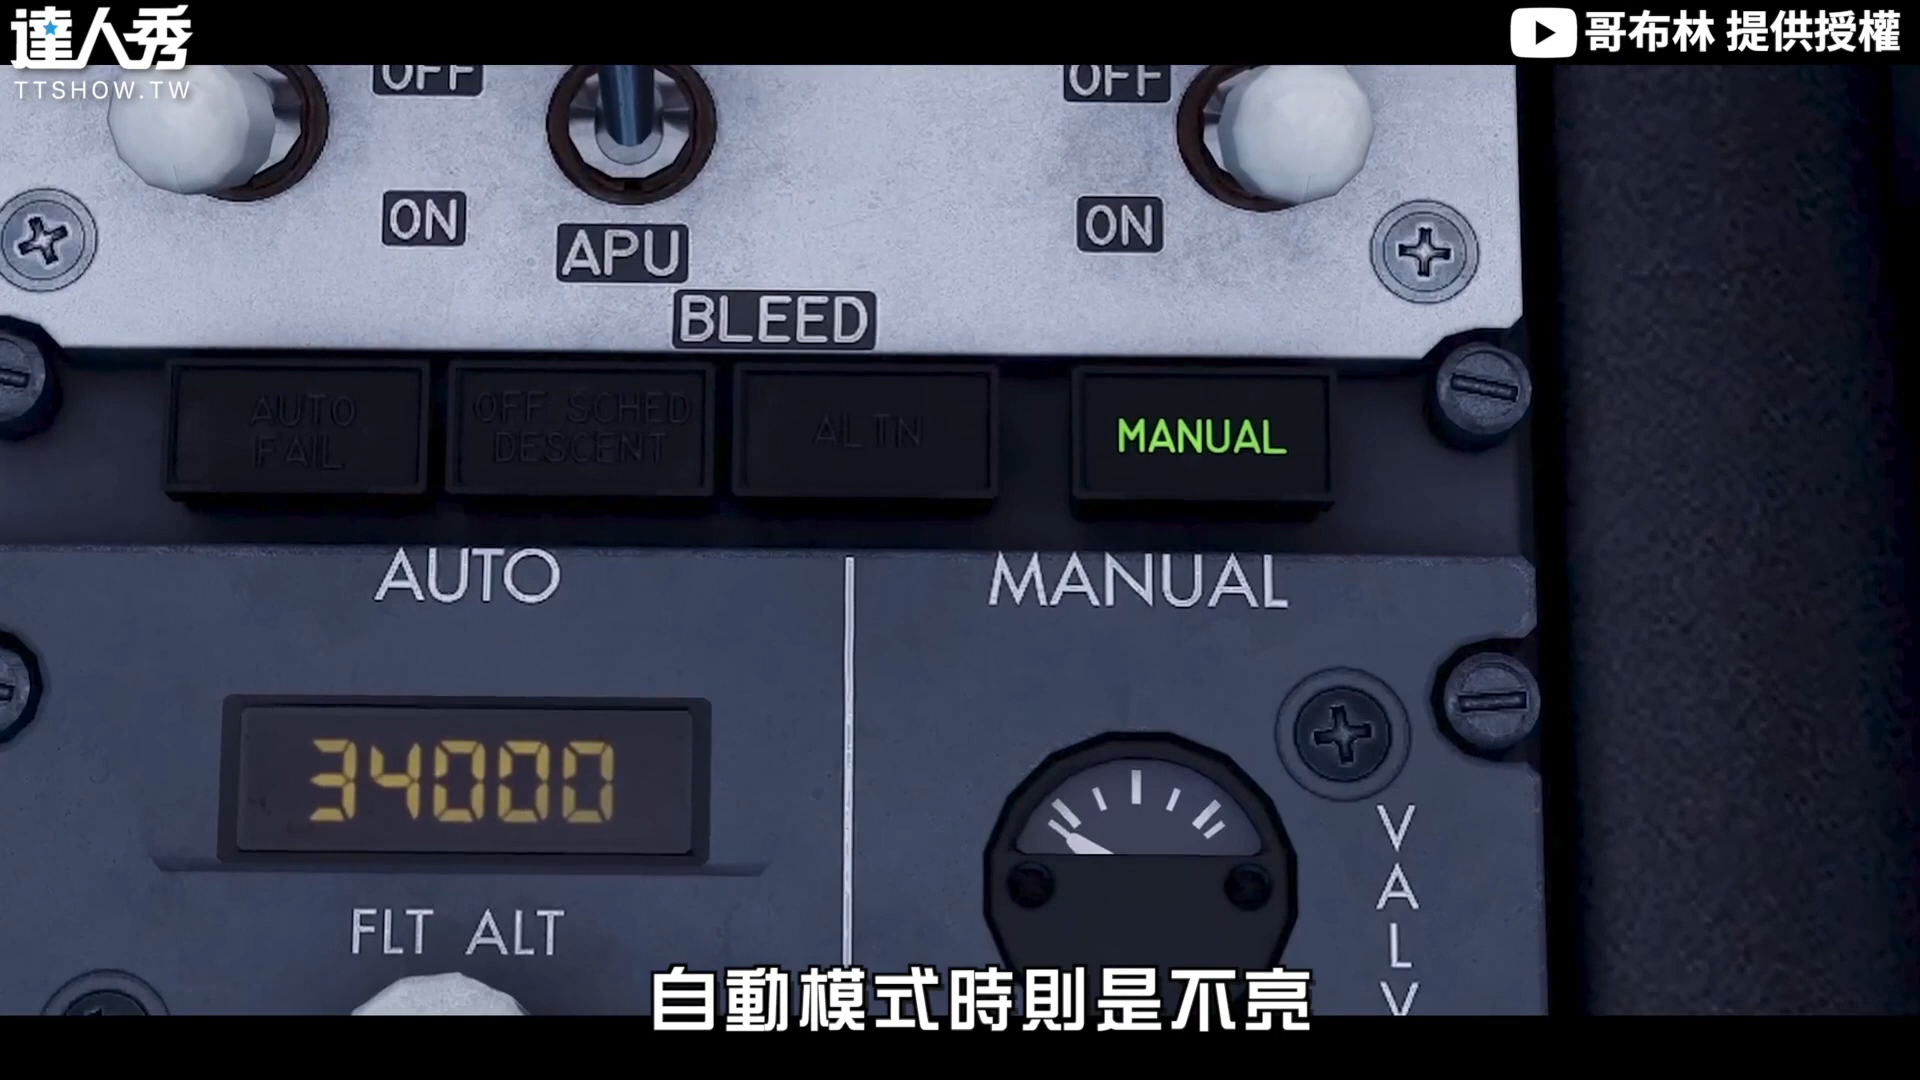 達人秀
TTSHOW.TW
哥布林 提供授權
OFF
OFF
ON
APU
ON
BLEED
AUTO
FAIL
OFF SCHED
DESCENT
ALTN
MANUAL
AUTO
MANUAL
34000
FLT ALT
VALV
自動模式時則是不亮